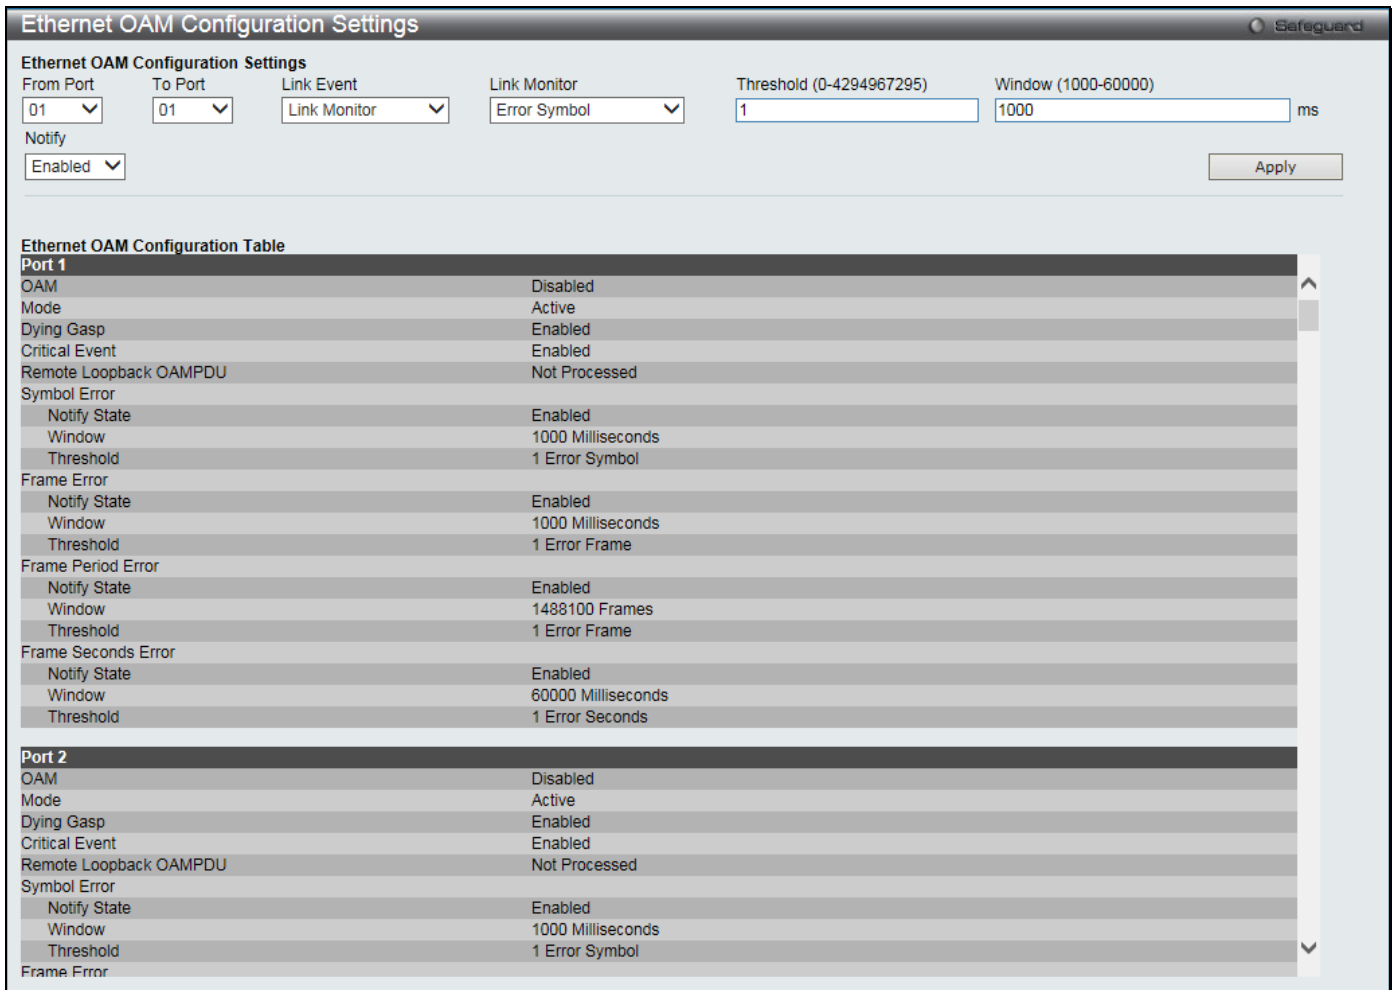 Ethernet OAM Configuration Settings
Safeguard
Ethernet OAM Configuration Settings
From Port To Port Link Event Link Monitor Threshold (0-4294967295) Window (1000-60000)
01 01 Link Monitor Error Symbol 1 1000 ms
Notify
Enabled Apply
Ethernet OAM Configuration Table
Port 1
OAM Disabled
Mode Active
Dying Gasp Enabled
Critical Event Enabled
Remote Loopback OAMPDU Not Processed
Symbol Error
Notify State Enabled
Window 1000 Milliseconds
Threshold 1 Error Symbol
Frame Error
Notify State Enabled
Window 1000 Milliseconds
Threshold 1 Error Frame
Frame Period Error
Notify State Enabled
Window 1488100 Frames
Threshold 1 Error Frame
Frame Seconds Error
Notify State Enabled
Window 60000 Milliseconds
Threshold 1 Error Seconds
Port 2
OAM Disabled
Mode Active
Dying Gasp Enabled
Critical Event Enabled
Remote Loopback OAMPDU Not Processed
Symbol Error
Notify State Enabled
Window 1000 Milliseconds
Threshold 1 Error Symbol
Frame Error